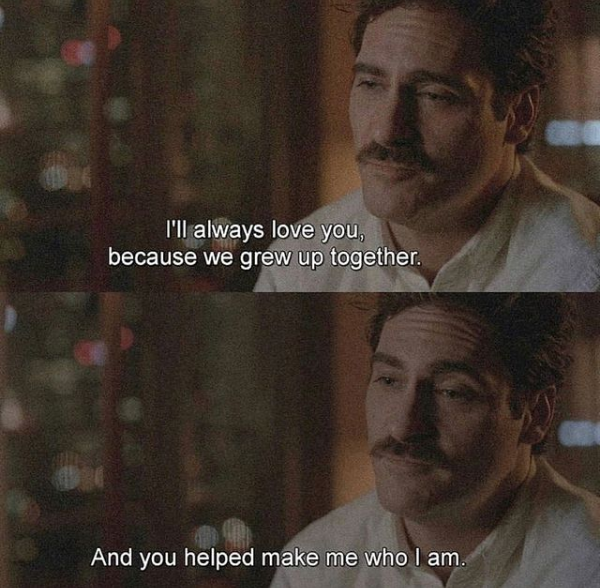 I'll always love you,
because we grew up together.
And you helped make me who I am.